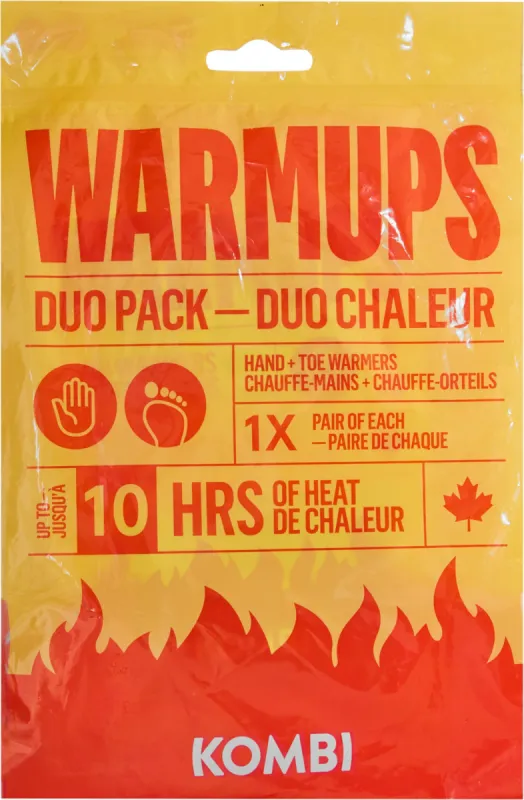 WARMUPS
DUO PACK — DUO CHALEUR
HAND + TOE WARMERS
CHAUFFE-MAINS + CHAUFFE-ORTEILS
1X
PAIR OF EACH
—PAIRE DE CHAQUE
UP TO—
JUSQU'À
10 HRS
OF HEAT
DE CHALEUR
KOMBI